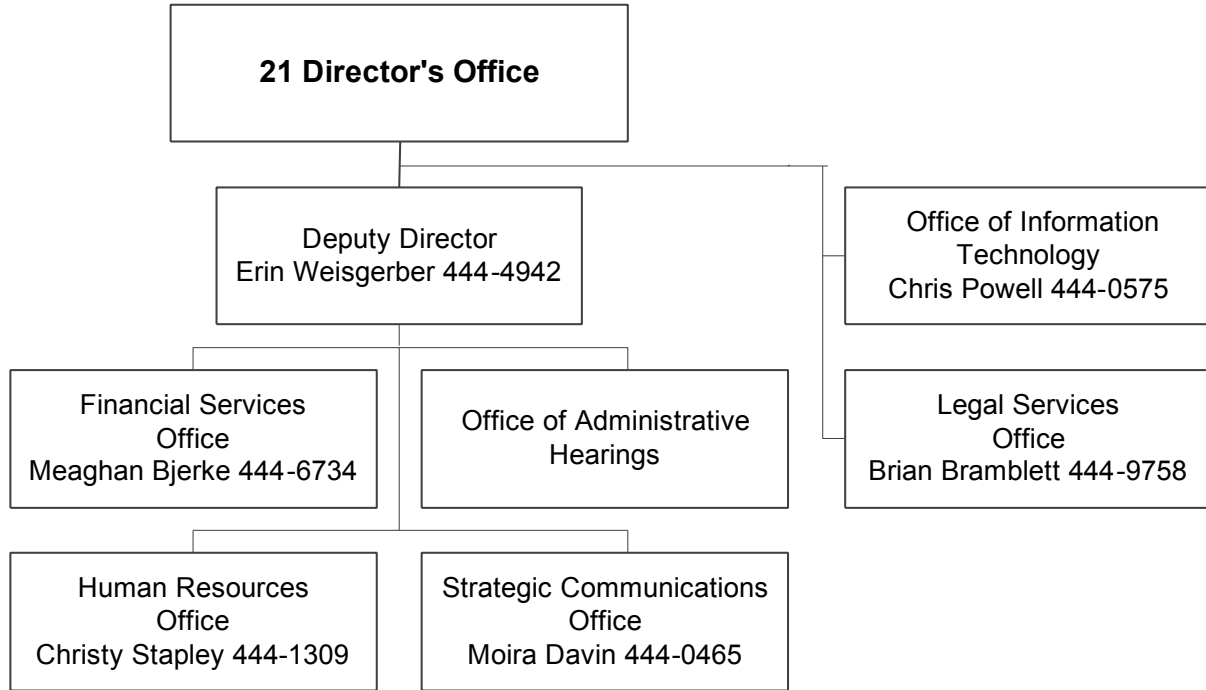 21 Director's Office
Deputy Director
Erin Weisgerber 444-4942
Office of Information
Technology
Chris Powell 444-0575
Financial Services
Office
Meaghan Bjerke 444-6734
Office of Administrative
Hearings
Legal Services
Office
Brian Bramblett 444-9758
Human Resources
Office
Christy Stapley 444-1309
Strategic Communications
Office
Moira Davin 444-0465